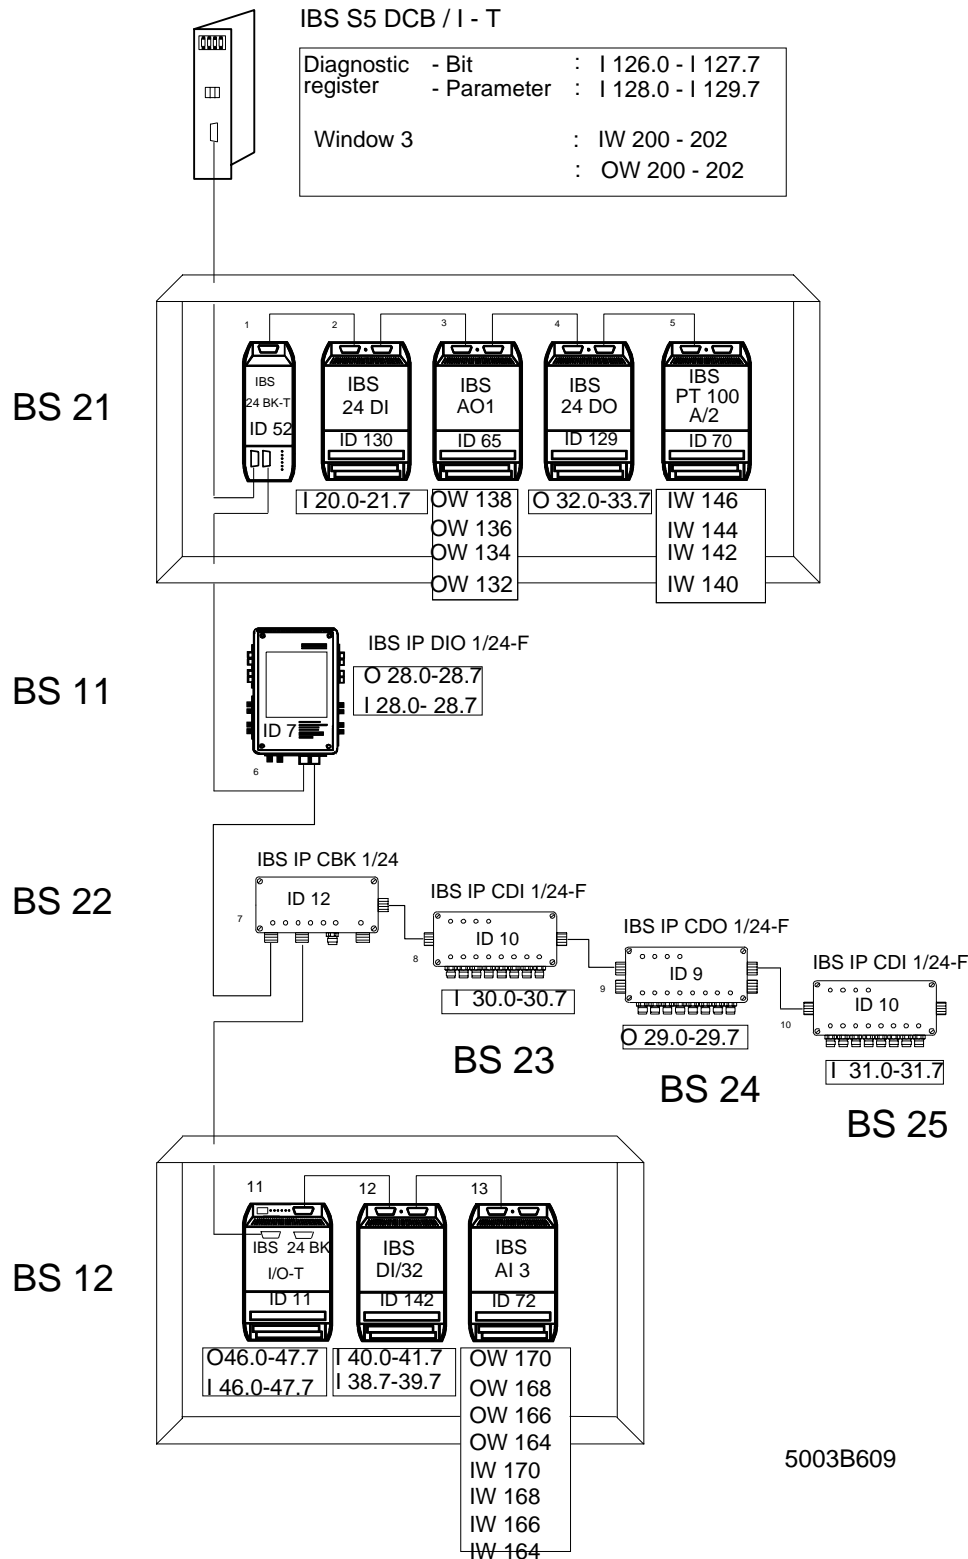 IBS S5 DCB / I - T
Diagnostic - Bit : I 126.0 - I 127.7
register - Parameter : I 128.0 - I 129.7
Window 3 : IW 200 - 202
: OW 200 - 202
BS 21
1 2 3 4 5
IBS
24 BK-T
ID 52
IBS
24 DI
ID 130
I 20.0-21.7
IBS
AO1
ID 65
OW 138
OW 136
OW 134
OW 132
IBS
24 DO
ID 129
O 32.0-33.7
IBS
PT 100
A/2
ID 70
IW 146
IW 144
IW 142
IW 140
BS 11
IBS IP DIO 1/24-F
O 28.0-28.7
I 28.0- 28.7
ID 7
6
BS 22
IBS IP CBK 1/24
ID 12
7
IBS IP CDI 1/24-F
ID 10
8
I 30.0-30.7
BS 23
IBS IP CDO 1/24-F
ID 9
9
O 29.0-29.7
BS 24
IBS IP CDI 1/24-F
ID 10
10
I 31.0-31.7
BS 25
BS 12
11 12 13
IBS 24 BK
I/O-T
ID 11
O46.0-47.7
I 46.0-47.7
IBS
DI/32
ID 142
I 40.0-41.7
I 38.7-39.7
IBS
AI 3
ID 72
OW 170
OW 168
OW 166
OW 164
IW 170
IW 168
IW 166
IW 164
5003B609